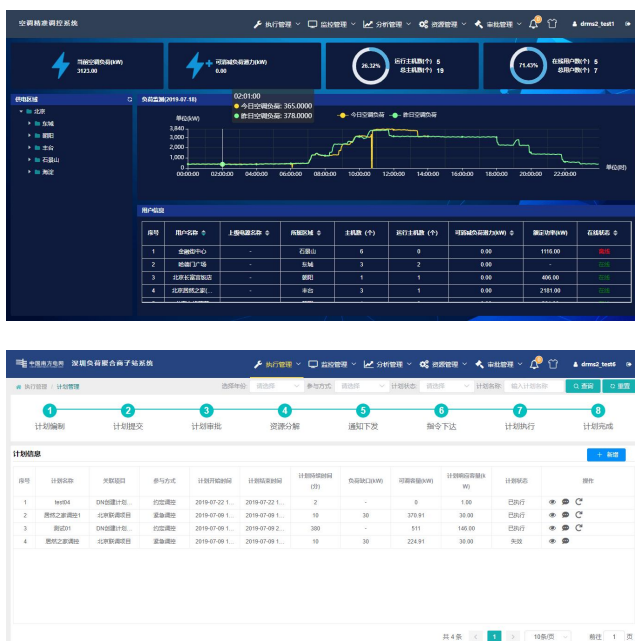 空调精准调控系统
执行管理 监控管理 分析管理 资源管理 审批管理 drms2_test1
当前空调负荷(kW)
3123.00
可消减负荷潜力(kW)
0.00
26.32%
运行主机数(个) 5
总主机数(个) 19
71.43%
在线用户数(个) 5
总用户数(个) 7
供电区域
北京
东城
朝阳
丰台
石景山
海淀
负荷监测(2019-07-18)
02:01:00
今日空调负荷: 365.0000
昨日空调负荷: 378.0000
单位(kW)
今日空调负荷 昨日空调负荷
3,840
3,000
2,000
1,000
0
00:00:00 02:00:00 04:00:00 06:00:00 08:00:00 10:00:00 12:00:00 14:00:00 16:00:00 18:00:00 20:00:00 22:00:00
单位(时)
用户信息
序号 用户名称 上级电源名称 所属区域 主机数 (个) 运行主机数 (个) 可消减负荷潜力(kW) 额定功率(kW) 在线状态
1 金融街中心 - 石景山 6 0 0.00 1116.00 离线
2 哈德门广场 - 东城 3 2 0.00 - 在线
3 北京长富宫饭店 - 朝阳 1 1 0.00 406.00 在线
4 北京居然之家(... - 丰台 3 1 0.00 2181.00 在线
中国南方电网 深圳负荷聚合商子站系统
执行管理 监控管理 分析管理 资源管理 审批管理 drms2_test6
执行管理 / 计划管理
选择年份: 请选择 参与方式: 请选择 计划状态: 请选择 计划名称: 输入计划名称 查询 重置
1 2 3 4 5 6 7 8
计划编制 计划提交 计划审批 资源分解 通知下发 指令下达 计划执行 计划完成
计划信息
+ 新增
序号 计划名称 关联项目 参与方式 计划开始时间 计划结束时间 计划持续时间(分) 负荷缺口(kW) 可调容量(kW) 计划响应容量(kW) 计划状态 操作
1 test04 DN创建计划... 约定调控 2019-07-22 1... 2019-07-22 1... 2 - 0 1.00 已执行
2 居然之家调控1 北京联调项目 紧急调控 2019-07-09 1... 2019-07-09 1... 10 30 370.91 30.00 已执行
3 测试01 DN创建计划... 约定调控 2019-07-09 1... 2019-07-09 2... 380 - 511 146.00 已执行
4 居然之家调控 北京联调项目 紧急调控 2019-07-09 1... 2019-07-09 1... 10 30 224.91 30.00 失效
共 4 条 1 10条/页 前往 1 页